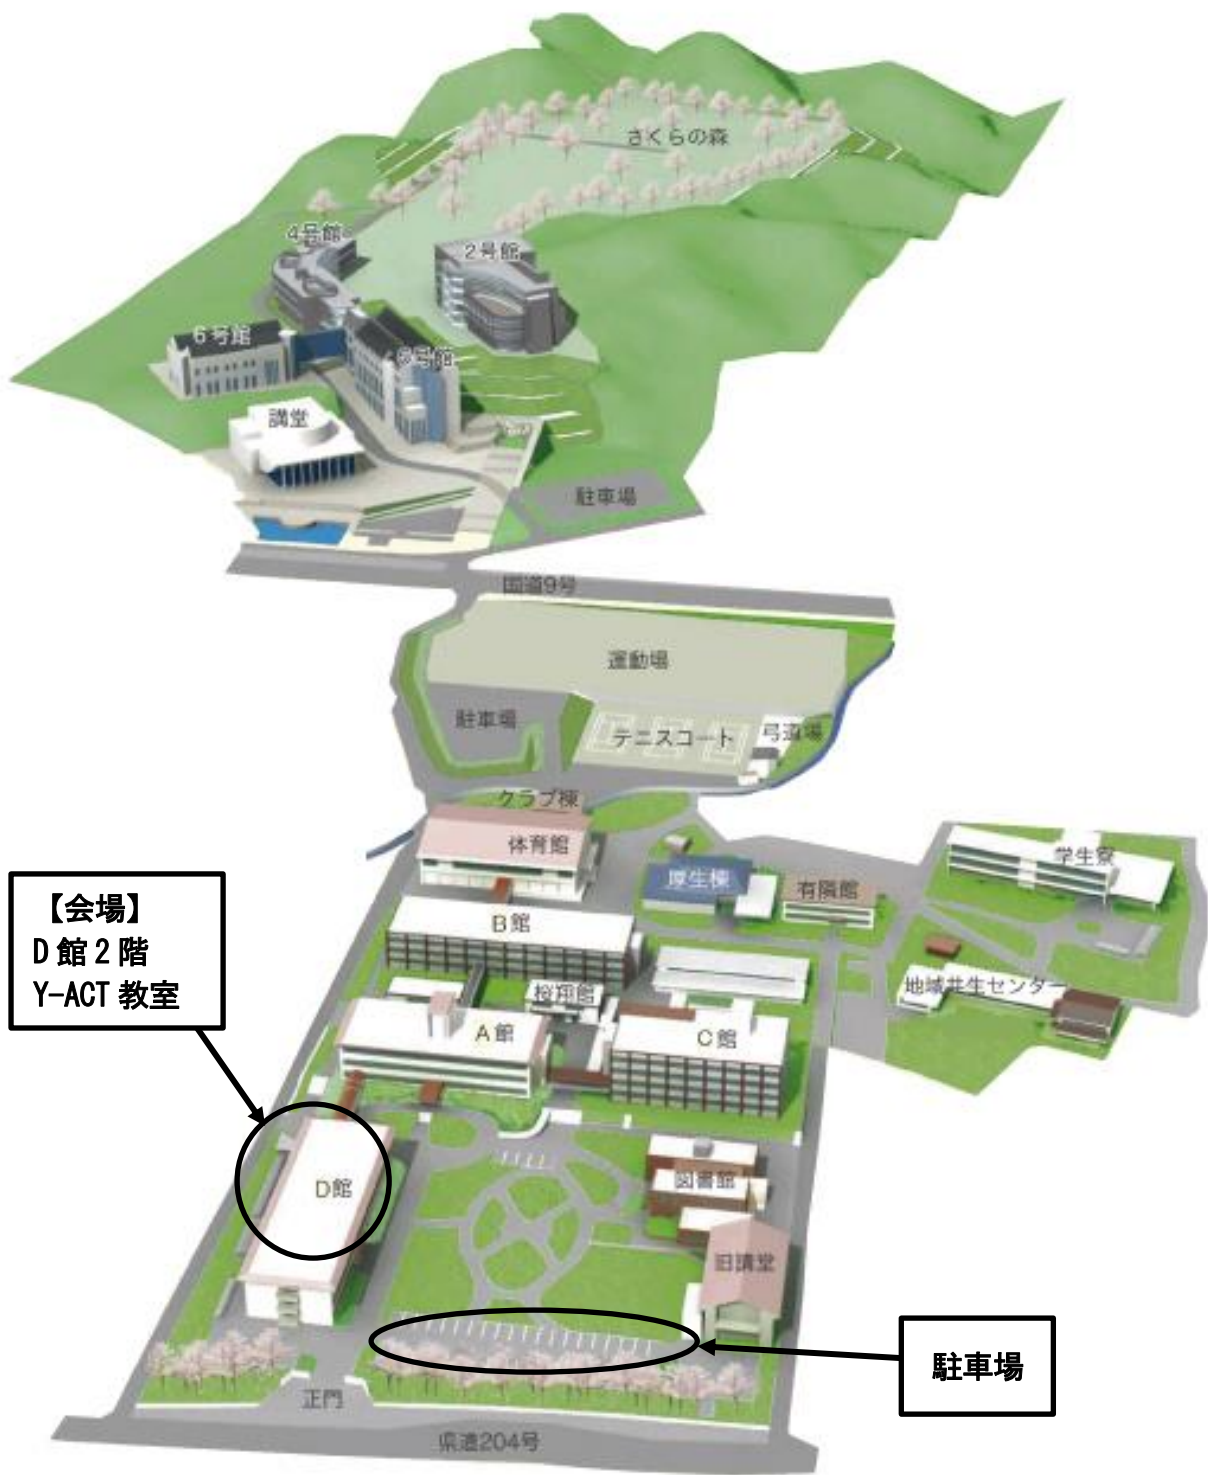 さくらの森
4号館
2号館
6号館
5号館
講堂
駐車場
国道9号
運動場
駐車場
テニスコート
弓道場
クラブ棟
体育館
厚生棟
有隣館
学生寮
【会場】
D館2階
Y-ACT教室
B館
桜翔館
地域共生センター
A館
C館
D館
図書館
旧講堂
駐車場
正門
県道204号